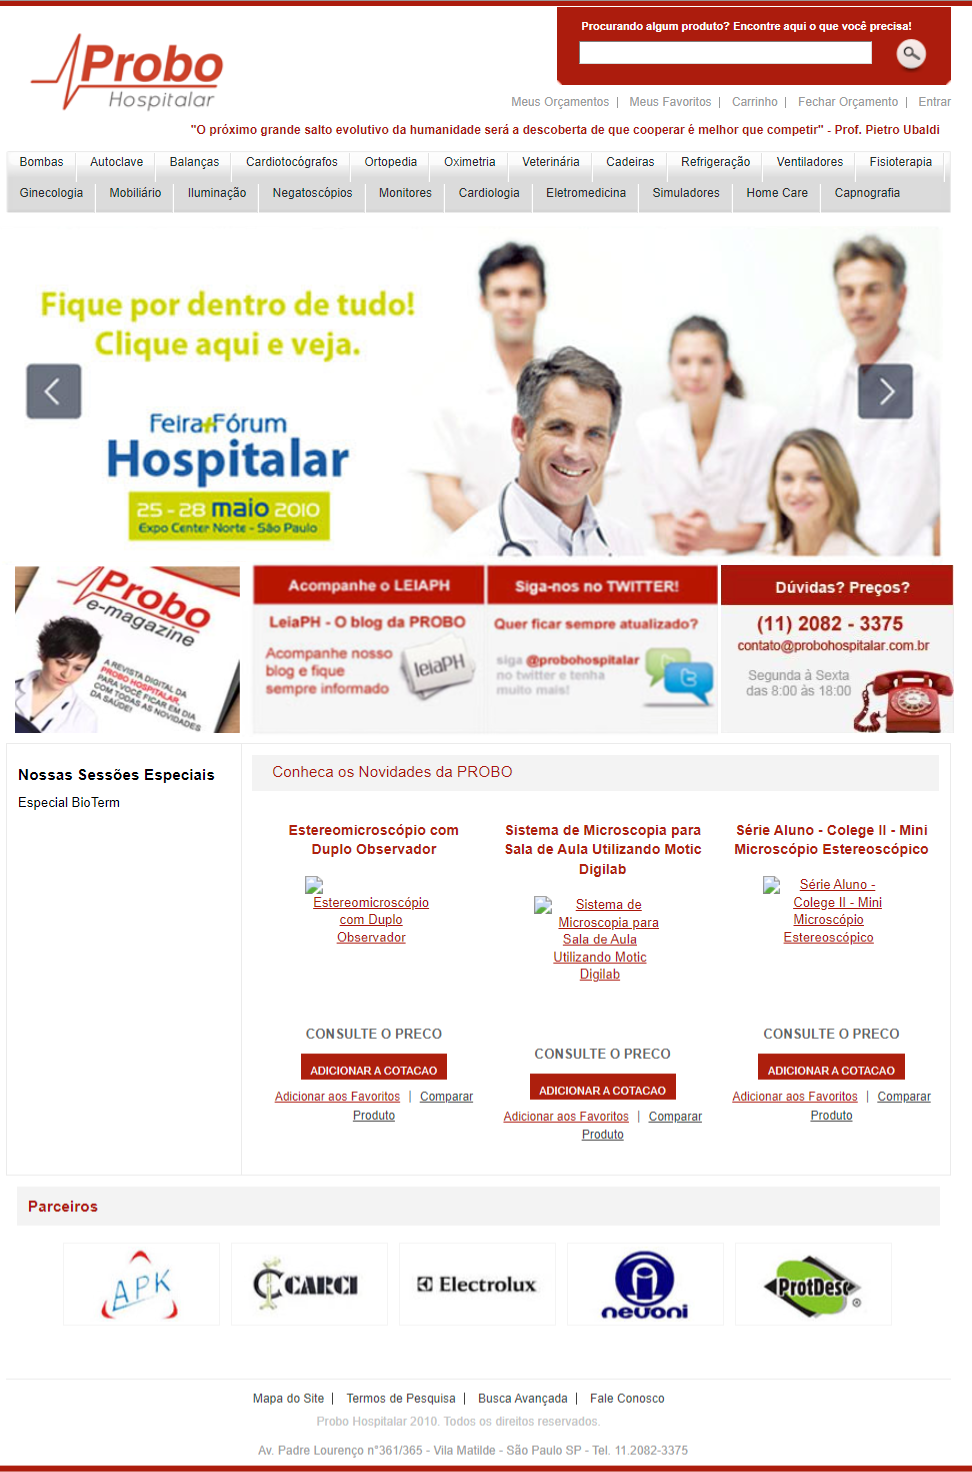 Procurando algum produto? Encontre aqui o que você precisa!
Probo
Hospitalar
Meus Orçamentos | Meus Favoritos | Carrinho | Fechar Orçamento | Entrar
"O próximo grande salto evolutivo da humanidade será a descoberta de que cooperar é melhor que competir" - Prof. Pietro Ubaldi
Bombas Autoclave Balanças Cardiotocógrafos Ortopedia Oximetria Veterinária Cadeiras Refrigeração Ventiladores Fisioterapia
Ginecologia Mobiliário Iluminação Negatoscópios Monitores Cardiologia Eletromedicina Simuladores Home Care Capnografia
Fique por dentro de tudo!
Clique aqui e veja.
Feira+Fórum
Hospitalar
25 - 28 maio 2010
Expo Center Norte - São Paulo
Probo
e-magazine
A REVISTA DIGITAL DA
PROBO HOSPITALAR,
PARA VOCÊ FICAR EM DIA
COM TODAS AS NOVIDADES
DA SAÚDE!
Acompanhe o LEIAPH
LeiaPH - O blog da PROBO
Acompanhe nosso
blog e fique
sempre informado
leiaPH
Siga-nos no TWITTER!
Quer ficar sempre atualizado?
siga @probohospitalar
no twitter e tenha
muito mais!
Dúvidas? Preços?
(11) 2082 - 3375
contato@probohospitalar.com.br
Segunda à Sexta
das 8:00 às 18:00
Nossas Sessões Especiais
Especial BioTerm
Conheca os Novidades da PROBO
Estereomicroscópio com
Duplo Observador
Estereomicroscópio
com Duplo
Observador
CONSULTE O PRECO
ADICIONAR A COTACAO
Adicionar aos Favoritos | Comparar
Produto
Sistema de Microscopia para
Sala de Aula Utilizando Motic
Digilab
Sistema de
Microscopia para
Sala de Aula
Utilizando Motic
Digilab
CONSULTE O PRECO
ADICIONAR A COTACAO
Adicionar aos Favoritos | Comparar
Produto
Série Aluno - Colege II - Mini
Microscópio Estereoscópico
Série Aluno -
Colege II - Mini
Microscópio
Estereoscópico
CONSULTE O PRECO
ADICIONAR A COTACAO
Adicionar aos Favoritos | Comparar
Produto
Parceiros
APK
CARCI
Electrolux
neuoni
ProtDesc ®
Mapa do Site | Termos de Pesquisa | Busca Avançada | Fale Conosco
Probo Hospitalar 2010. Todos os direitos reservados.
Av. Padre Lourenço n°361/365 - Vila Matilde - São Paulo SP - Tel. 11.2082-3375